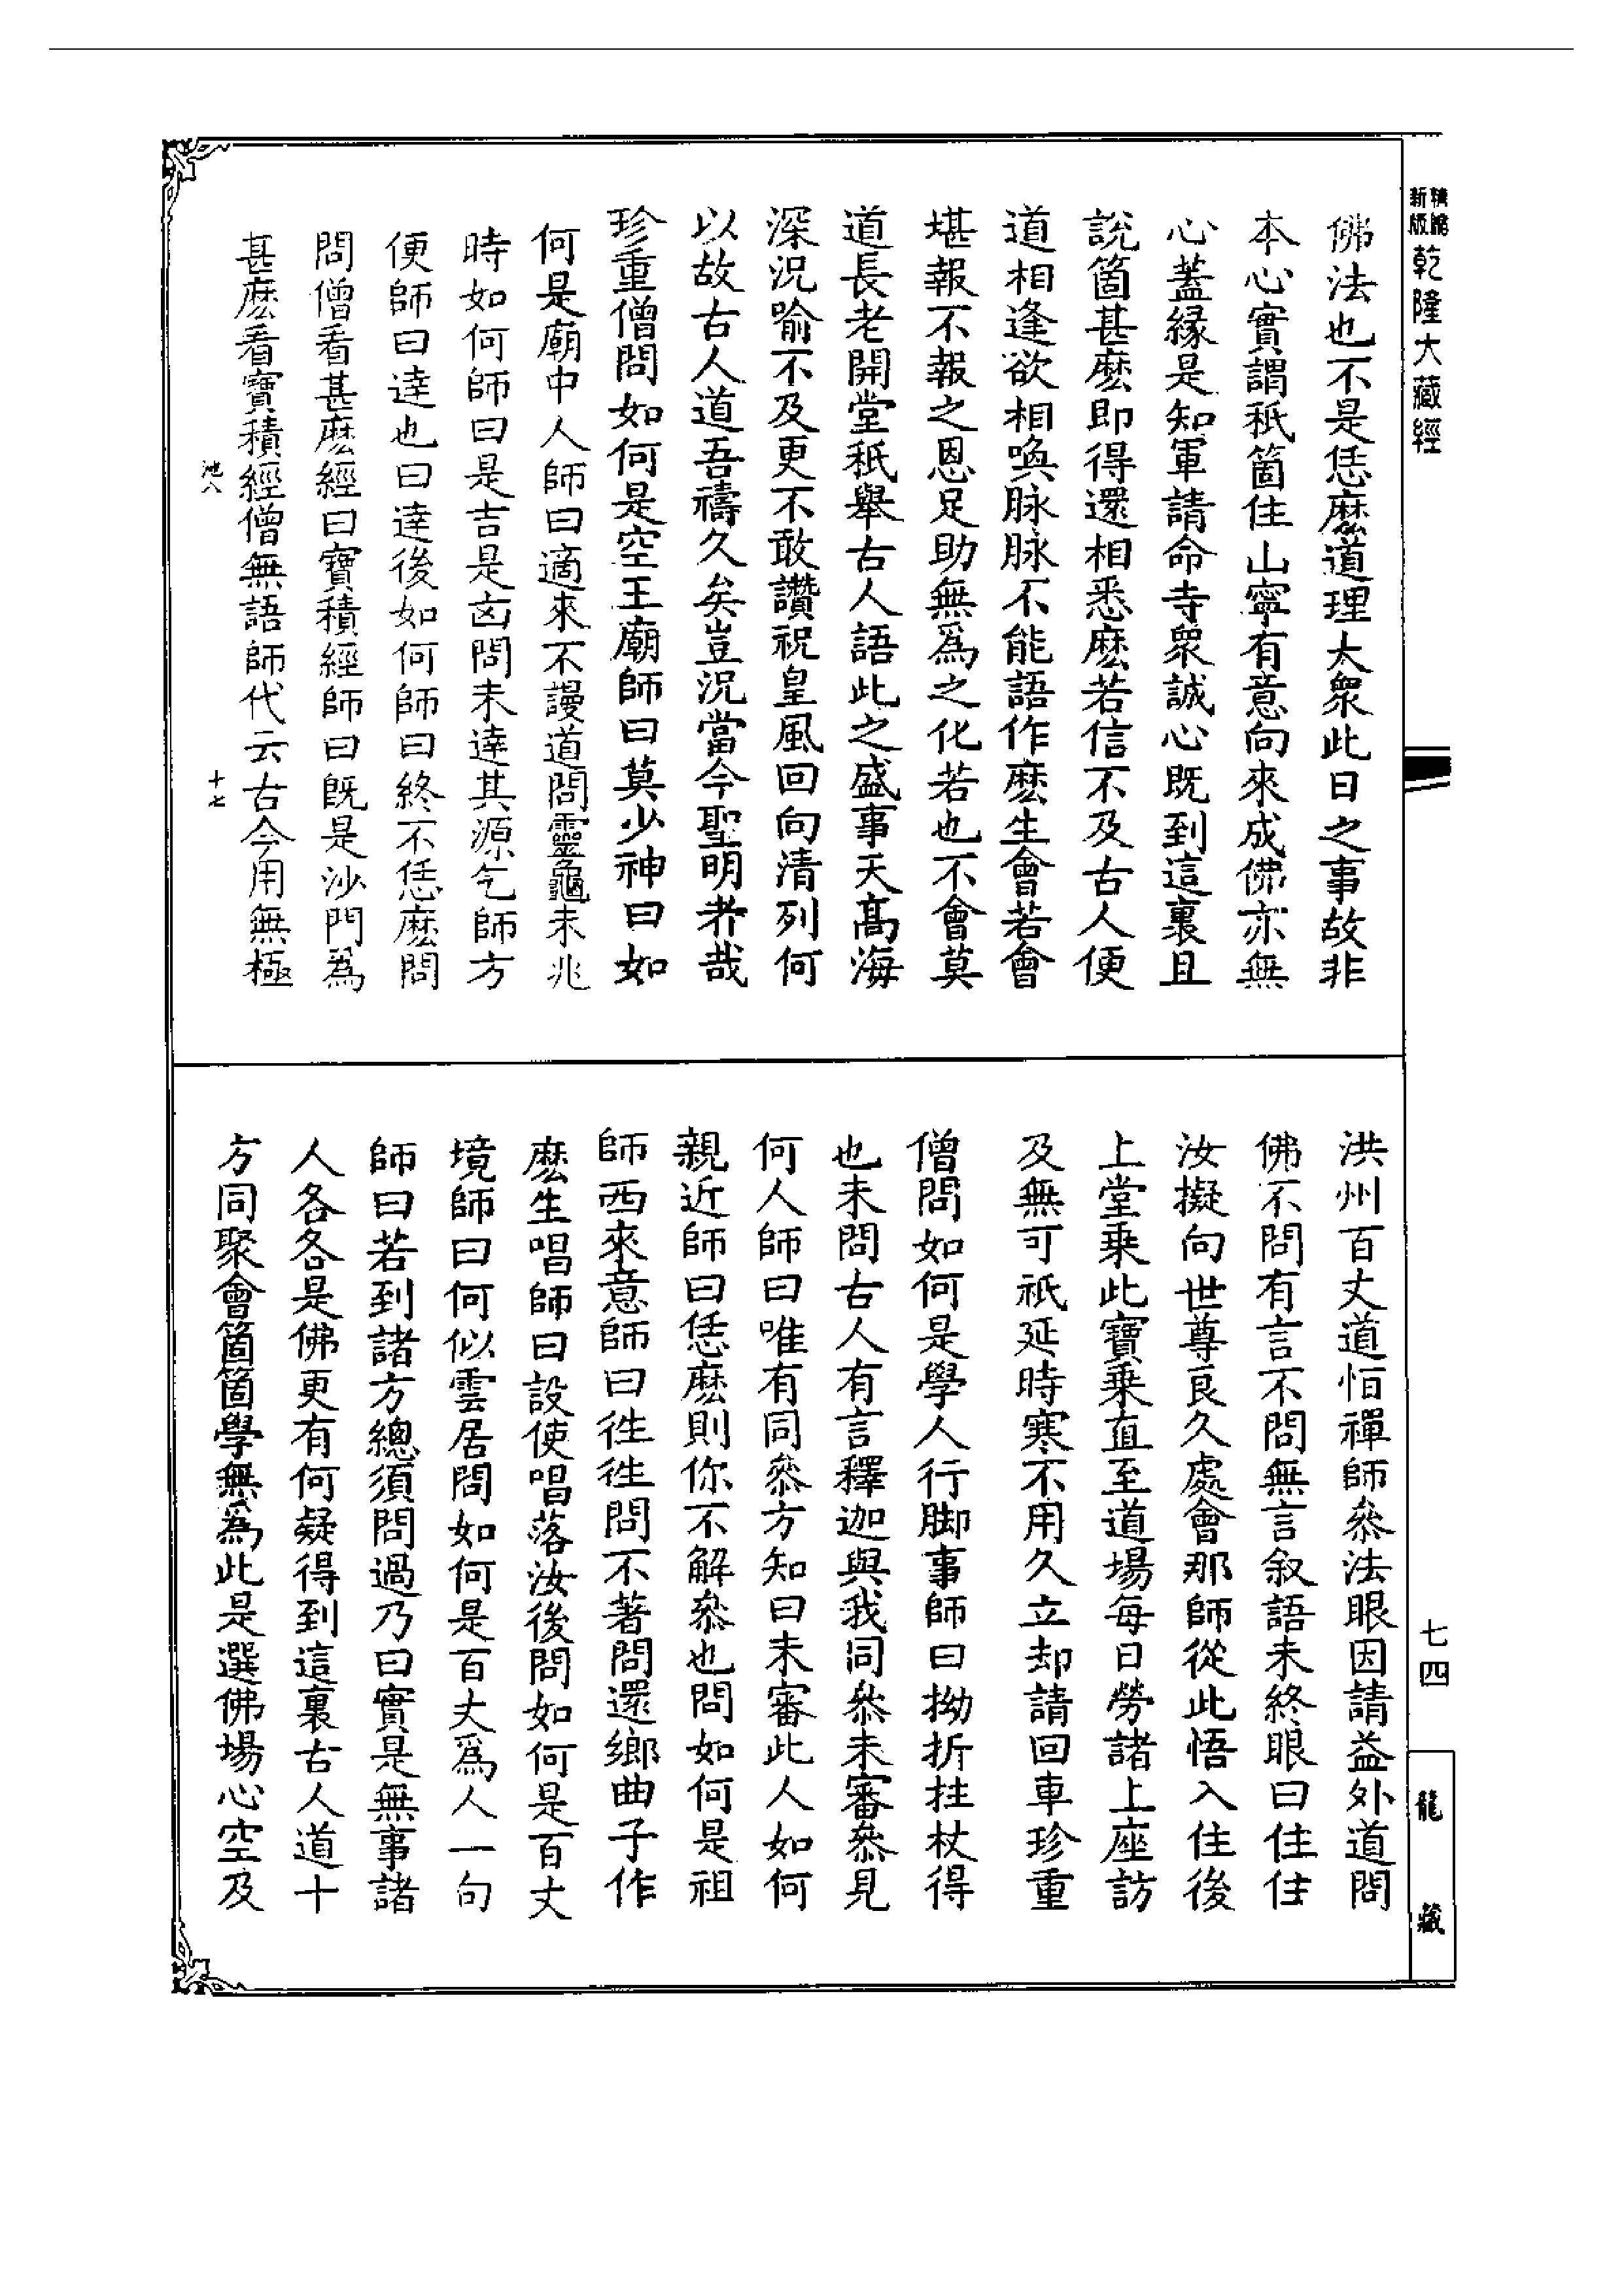 新版精縮乾隆大藏經
佛法也不是恁麽道理大衆此日之事故非
本心實謂秖箇住山寧有意向來成佛亦無
心蓋緣是知軍請命寺衆誠心既到這裏且
說箇甚麽即得還相悉麽若信不及古人便
道相逢欲相喚脉脉不能語作麽生會若會
堪報不報之恩足助無爲之化若也不會莫
道長老開堂秖舉古人語此之盛事天高海
深況喻不及更不敢讚祝皇風回向清列何
以故古人道吾禱久矣豈況當今聖明者哉
珍重僧問如何是空王廟師曰莫少神曰如
何是廟中人師曰適來不謾道問靈龜未兆
時如何師曰是吉是凶問未達其源乞師方
便師曰達也曰達後如何師曰終不恁麽問
問僧看甚麽經曰寶積經師曰既是沙門爲
甚麽看寶積經僧無語師代云古今用無極
池八
十七
洪州百丈道恒禪師叅法眼因請益外道問
佛不問有言不問無言叙語未終眼曰住住
汝擬向世尊良久處會那師從此悟入住後
上堂乗此寶乗直至道場每日勞諸上座訪
及無可祇延時寒不用久立却請回車珍重
僧問如何是學人行脚事師曰拗折拄杖得
也未問古人有言釋迦與我同叅未審叅見
何人師曰唯有同叅方知曰未審此人如何
親近師曰恁麽則你不解叅也問如何是祖
師西來意師曰徃徃問不著問還鄉曲子作
麽生唱師曰設使唱落汝後問如何是百丈
境師曰何似雲居問如何是百丈爲人一句
師曰若到諸方總須問過乃曰實是無事諸
人各各是佛更有何疑得到這裏古人道十
方同聚會箇箇學無爲此是選佛場心空及
七四
龍藏